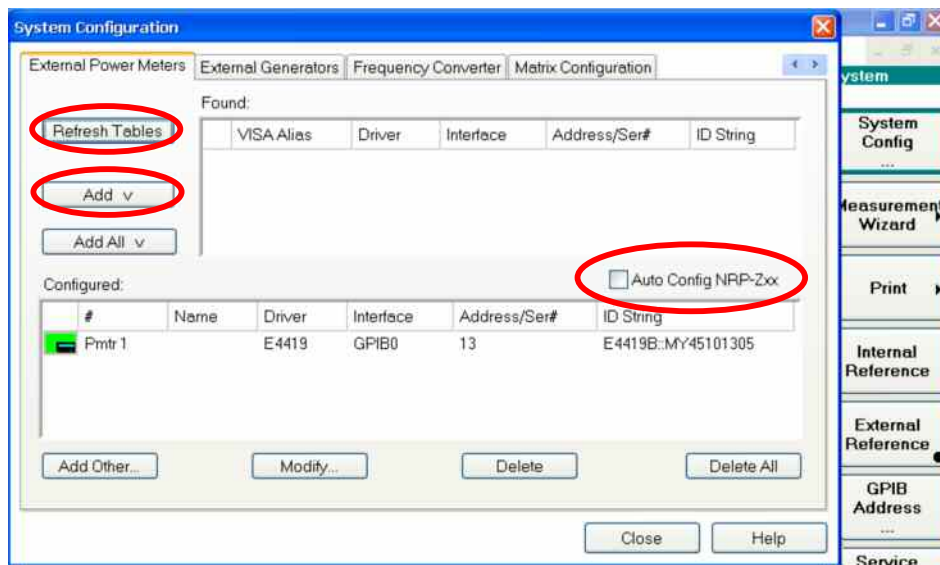 System Configuration
External Power Meters External Generators Frequency Converter Matrix Configuration
Found:
Refresh Tables
VISA Alias Driver Interface Address/Ser# ID String
Add v
Add All v
Auto Config NRP-Zxx
Configured:
# Name Driver Interface Address/Ser# ID String
Pmtr 1 E4419 GPIB0 13 E4419B::MY45101305
Add Other... Modify... Delete Delete All
Close Help
ystem
System
Config
...
Measurement
Wizard
Print
Internal
Reference
External
Reference
GPIB
Address
...
Service